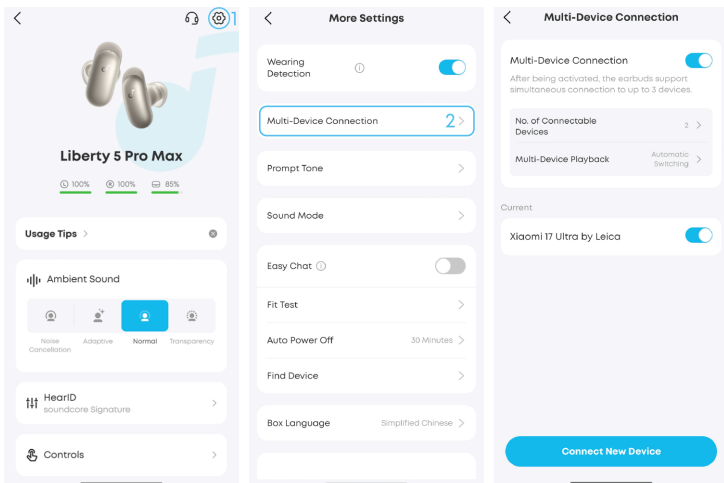 1
Liberty 5 Pro Max
L 100%
R 100%
85%
Usage Tips
Ambient Sound
Noise
Cancellation
Adaptive
Normal
Transparency
HearID
soundcore Signature
Controls
More Settings
Wearing
Detection
Multi-Device Connection
2
Prompt Tone
Sound Mode
Easy Chat
Fit Test
Auto Power Off
30 Minutes
Find Device
Box Language
Simplified Chinese
Multi-Device Connection
Multi-Device Connection
After being activated, the earbuds support
simultaneous connection to up to 3 devices.
No. of Connectable
Devices
Multi-Device Playback
Automatic
Switching
Current
Xiaomi 17 Ultra by Leica
Connect New Device